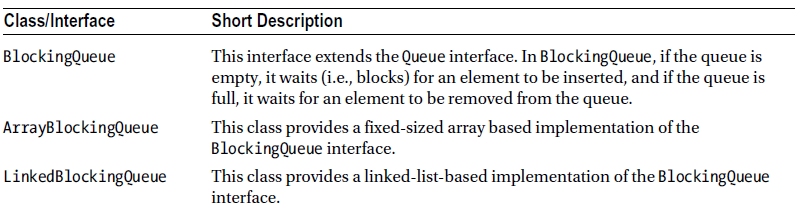 Class/Interface Short Description
BlockingQueue This interface extends the Queue interface. In BlockingQueue, if the queue is
empty, it waits (i.e., blocks) for an element to be inserted, and if the queue is
full, it waits for an element to be removed from the queue.
ArrayBlockingQueue This class provides a fixed-sized array based implementation of the
BlockingQueue interface.
LinkedBlockingQueue This class provides a linked-list-based implementation of the BlockingQueue
interface.